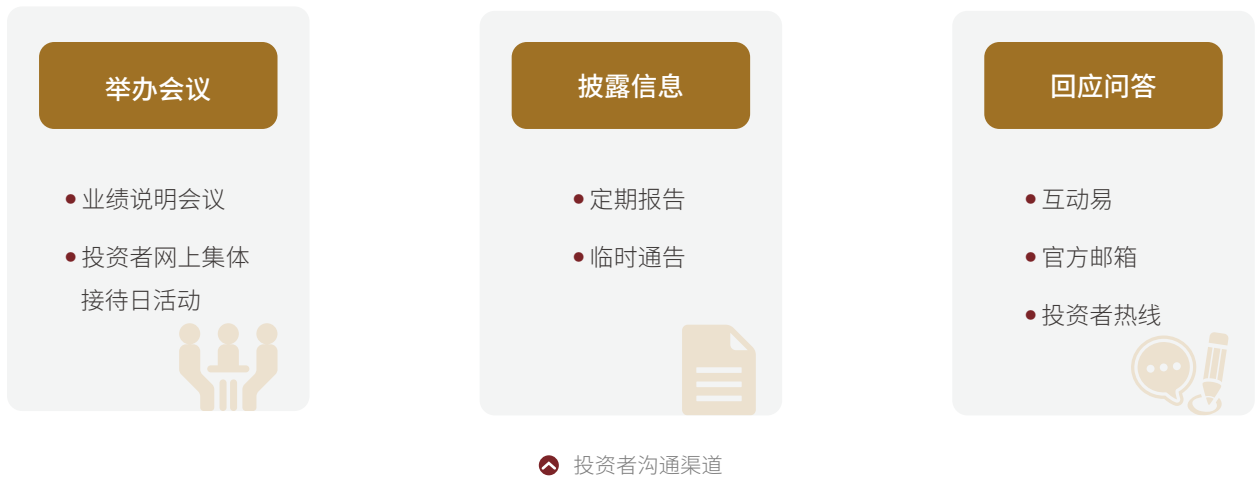 举办会议
业绩说明会议
投资者网上集体
接待日活动
披露信息
定期报告
临时通告
回应问答
互动易
官方邮箱
投资者热线
投资者沟通渠道